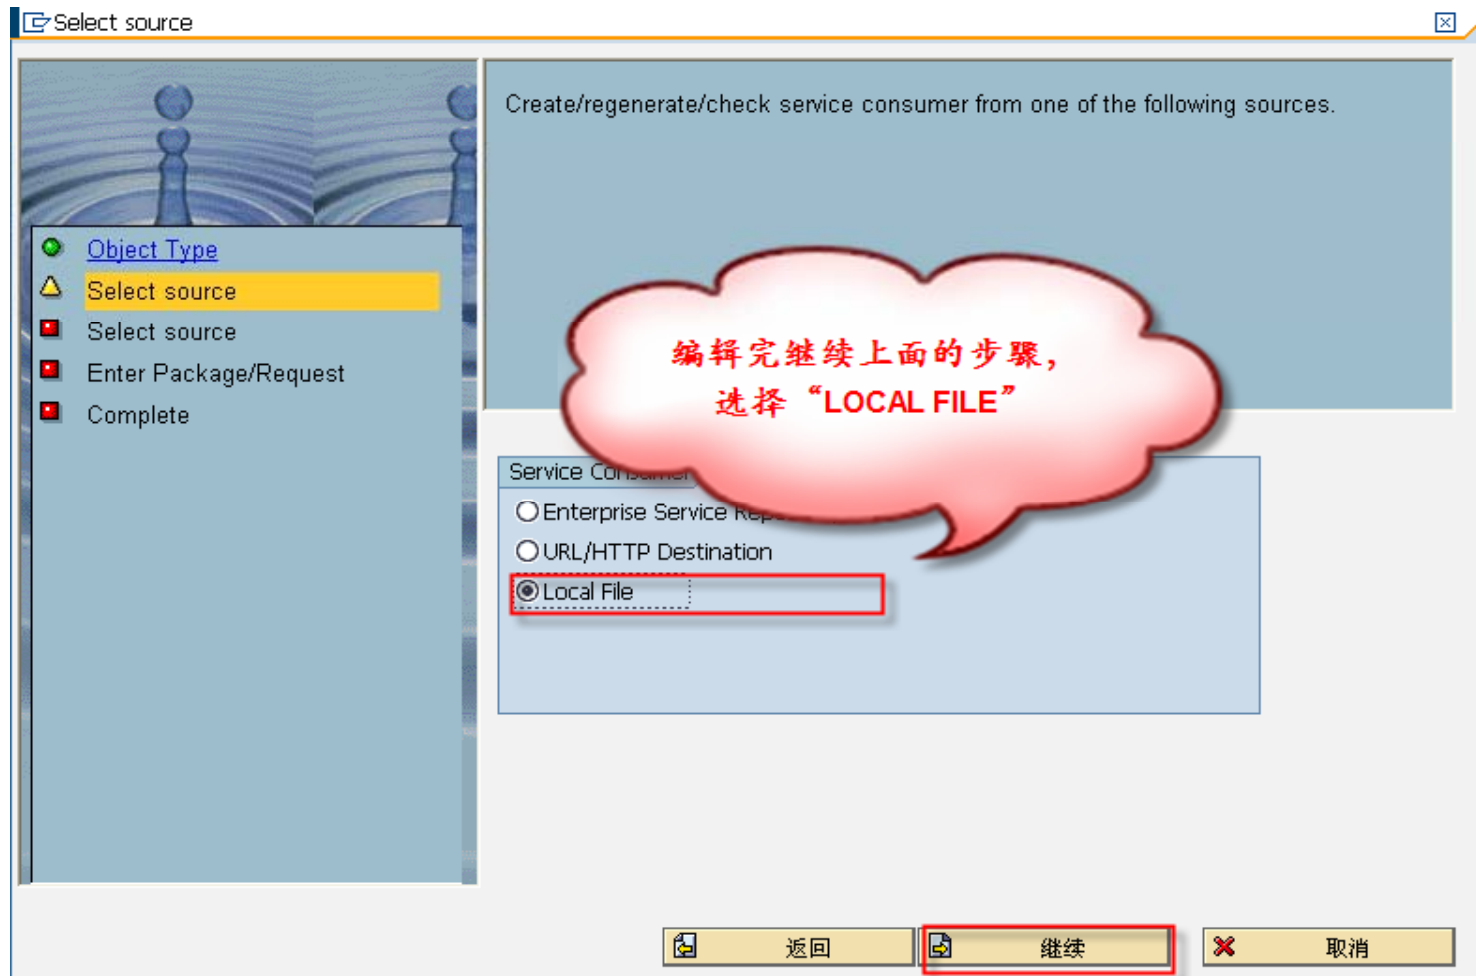 Select source
Create/regenerate/check service consumer from one of the following sources.
Object Type
Select source
Select source
Enter Package/Request
Complete
编辑完继续上面的步骤，
选择“LOCAL FILE”
Service Consumer
Enterprise Service
URL/HTTP Destination
Local File
返回
继续
取消